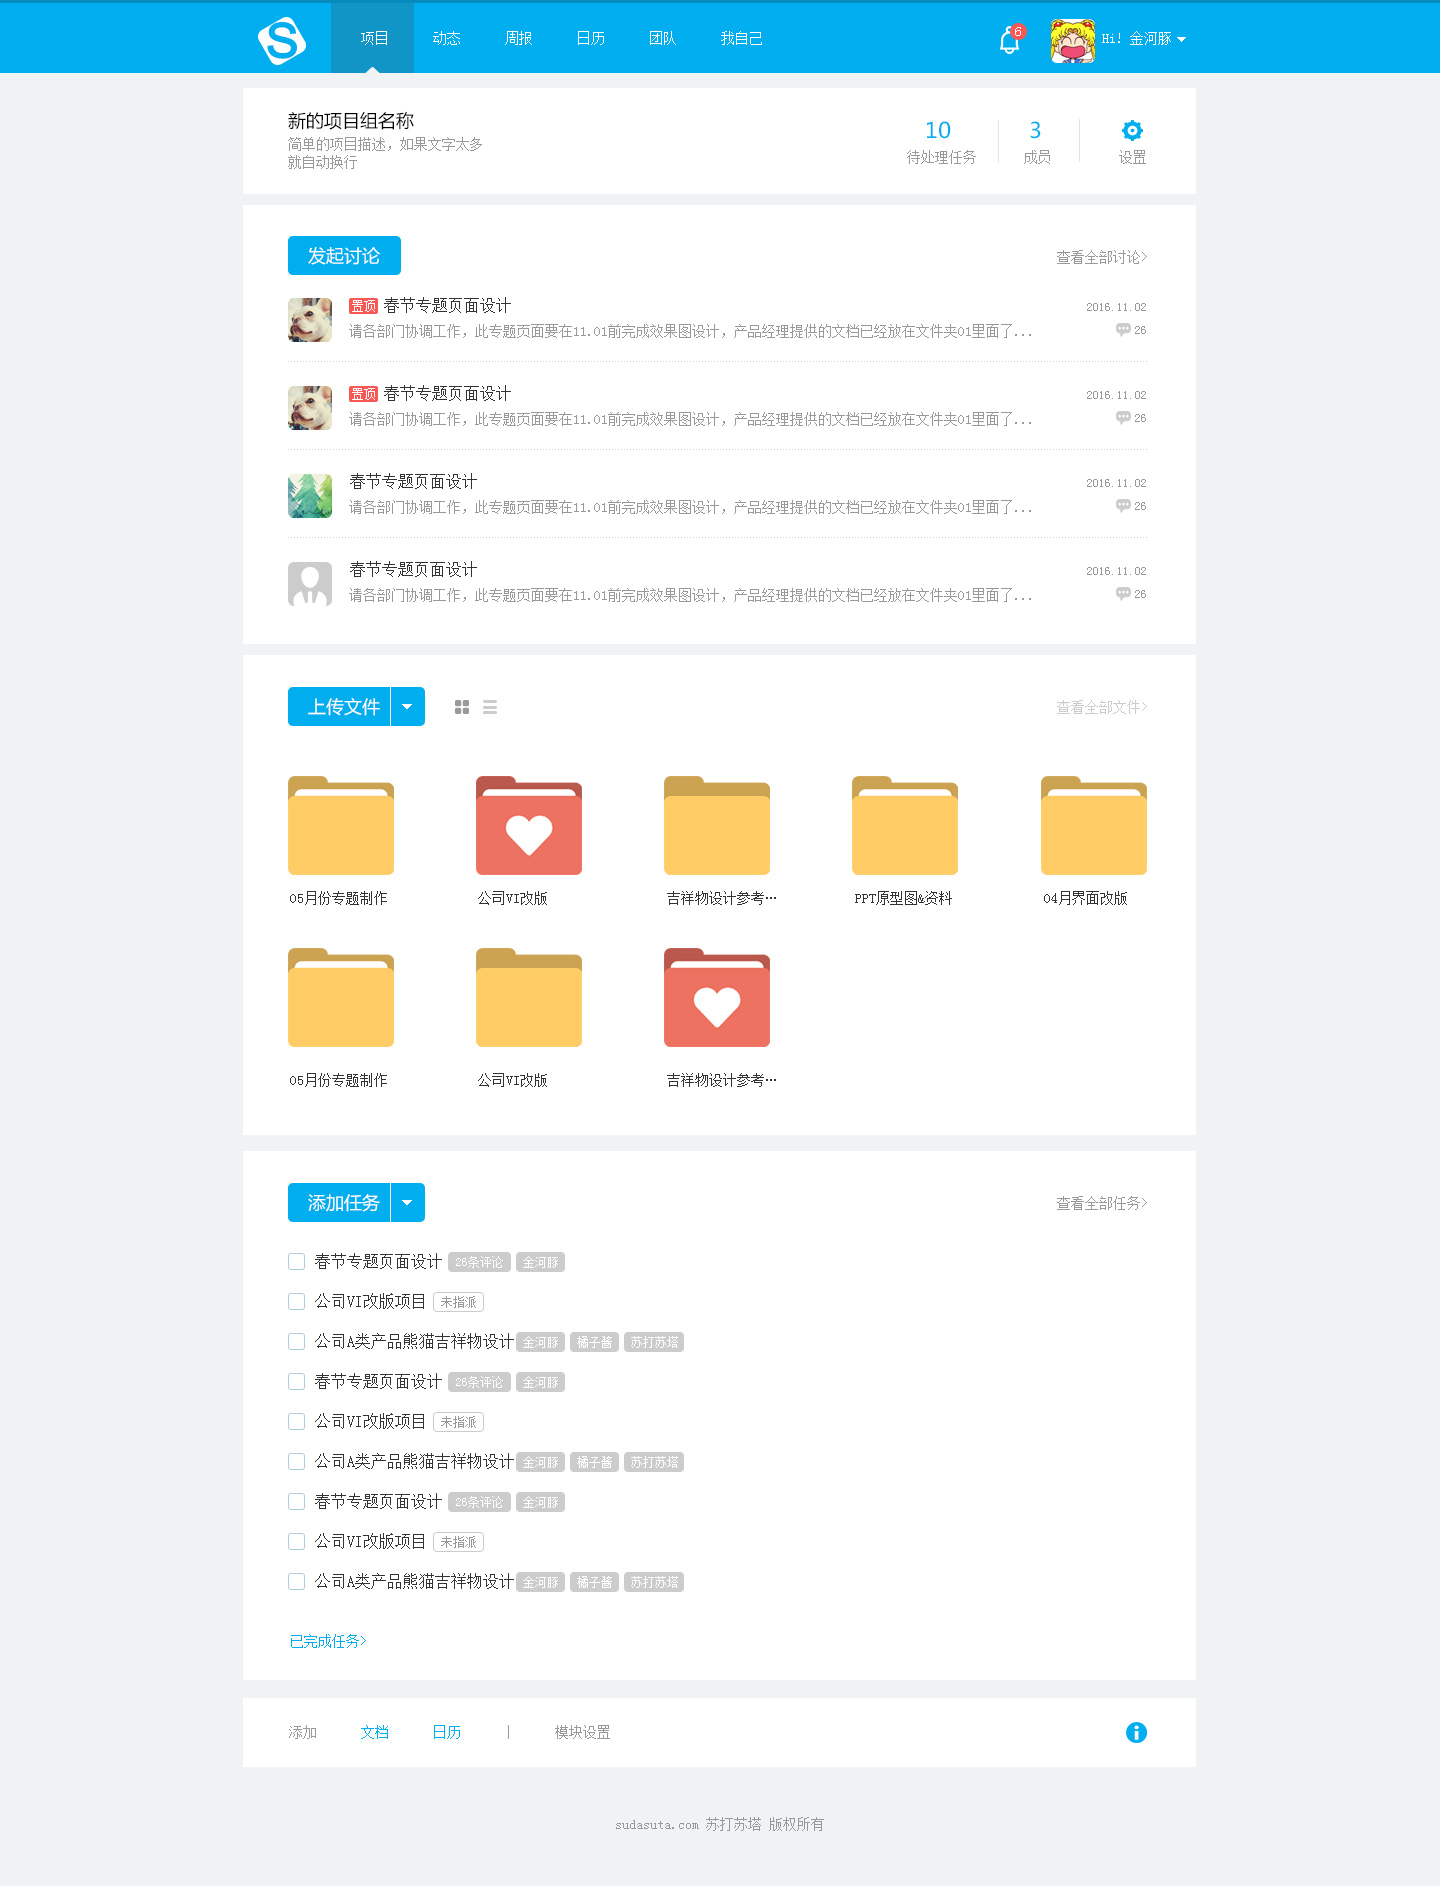 项目 动态 周报 日历 团队 我自己 6 Hi! 金河豚
新的项目组名称
简单的项目描述，如果文字太多
就自动换行
10 3
待处理任务 成员 设置
发起讨论 查看全部讨论>
置顶 春节专题页面设计 2016.11.02
请各部门协调工作，此专题页面要在11.01前完成效果图设计，产品经理提供的文档已经放在文件夹01里面了... 26
置顶 春节专题页面设计 2016.11.02
请各部门协调工作，此专题页面要在11.01前完成效果图设计，产品经理提供的文档已经放在文件夹01里面了... 26
春节专题页面设计 2016.11.02
请各部门协调工作，此专题页面要在11.01前完成效果图设计，产品经理提供的文档已经放在文件夹01里面了... 26
春节专题页面设计 2016.11.02
请各部门协调工作，此专题页面要在11.01前完成效果图设计，产品经理提供的文档已经放在文件夹01里面了... 26
上传文件 查看全部文件>
05月份专题制作 公司VI改版 吉祥物设计参考… PPT原型图&资料 04月界面改版
05月份专题制作 公司VI改版 吉祥物设计参考…
添加任务 查看全部任务>
春节专题页面设计 26条评论 金河豚
公司VI改版项目 未指派
公司A类产品熊猫吉祥物设计 金河豚 橘子酱 苏打苏塔
春节专题页面设计 26条评论 金河豚
公司VI改版项目 未指派
公司A类产品熊猫吉祥物设计 金河豚 橘子酱 苏打苏塔
春节专题页面设计 26条评论 金河豚
公司VI改版项目 未指派
公司A类产品熊猫吉祥物设计 金河豚 橘子酱 苏打苏塔
已完成任务>
添加 文档 日历 | 模块设置
sudasuta.com 苏打苏塔 版权所有